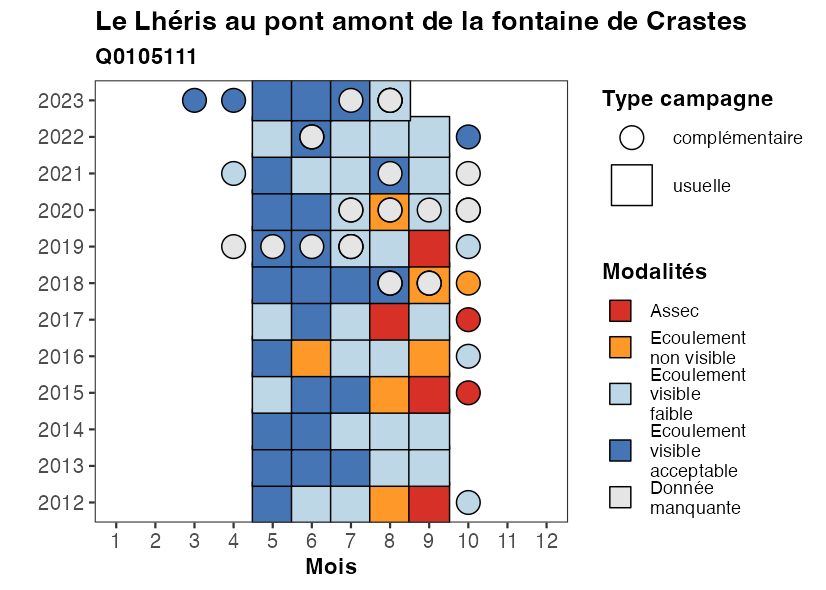 Le Lhéris au pont amont de la fontaine de Crastes
Q0105111
2023
2022
2021
2020
2019
2018
2017
2016
2015
2014
2013
2012
1 2 3 4 5 6 7 8 9 10 11 12
Mois
Type campagne
complémentaire
usuelle
Modalités
Assec
Ecoulement
non visible
Ecoulement
visible
faible
Ecoulement
visible
acceptable
Donnée
manquante